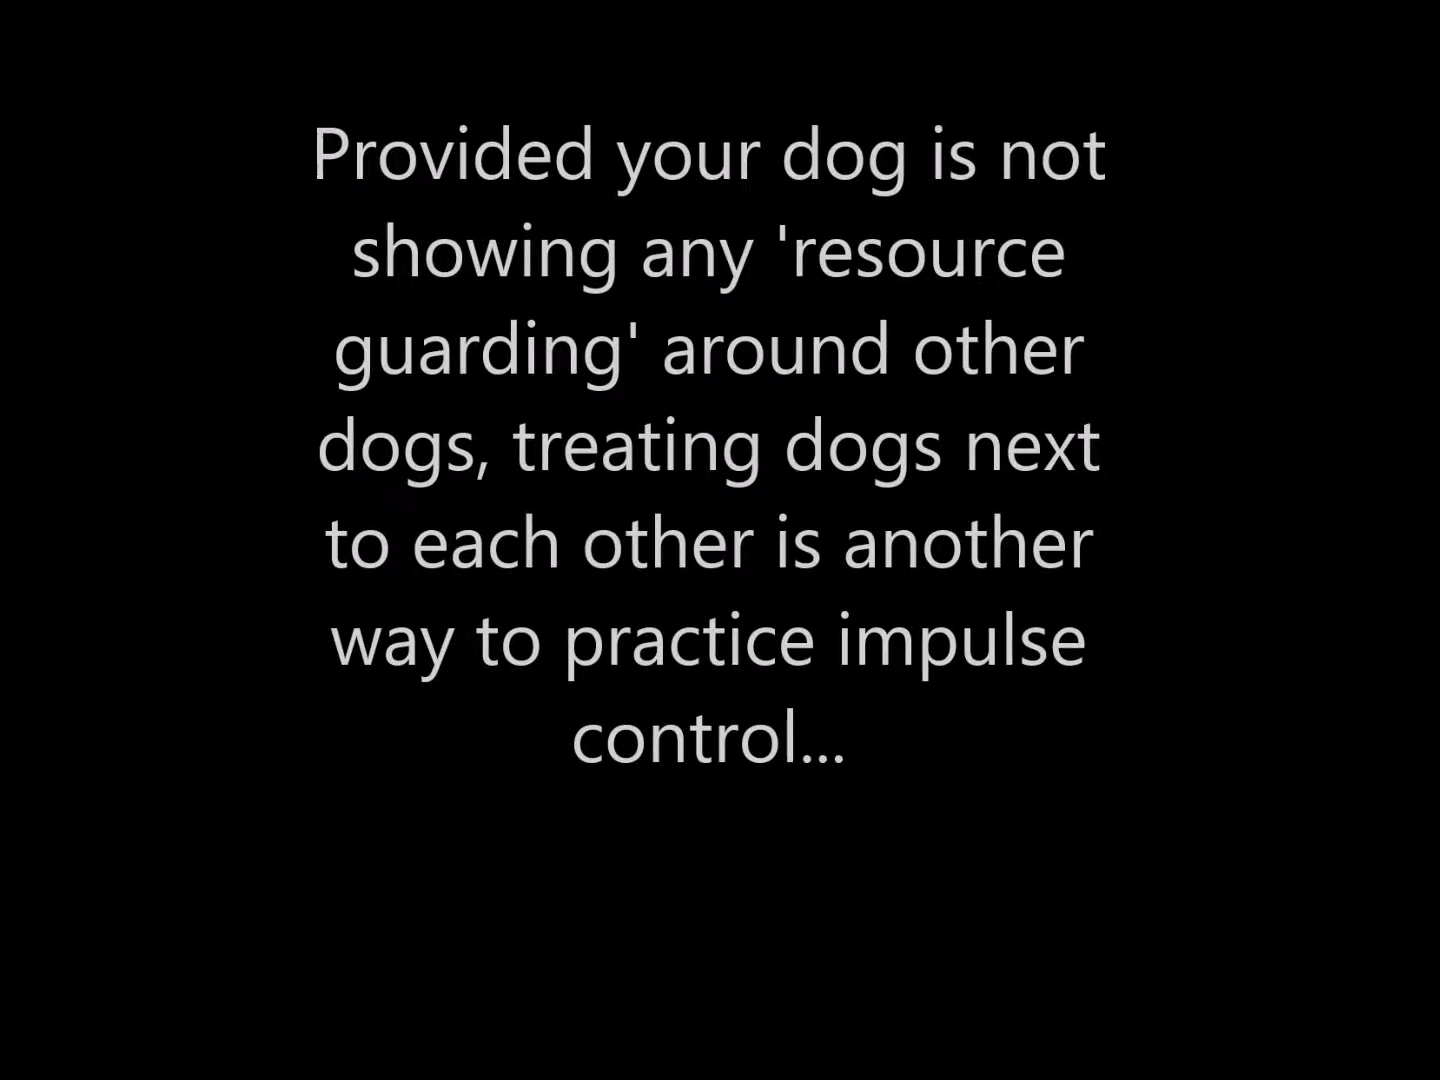 Provided your dog is not
showing any 'resource
guarding' around other
dogs, treating dogs next
to each other is another
way to practice impulse
control...